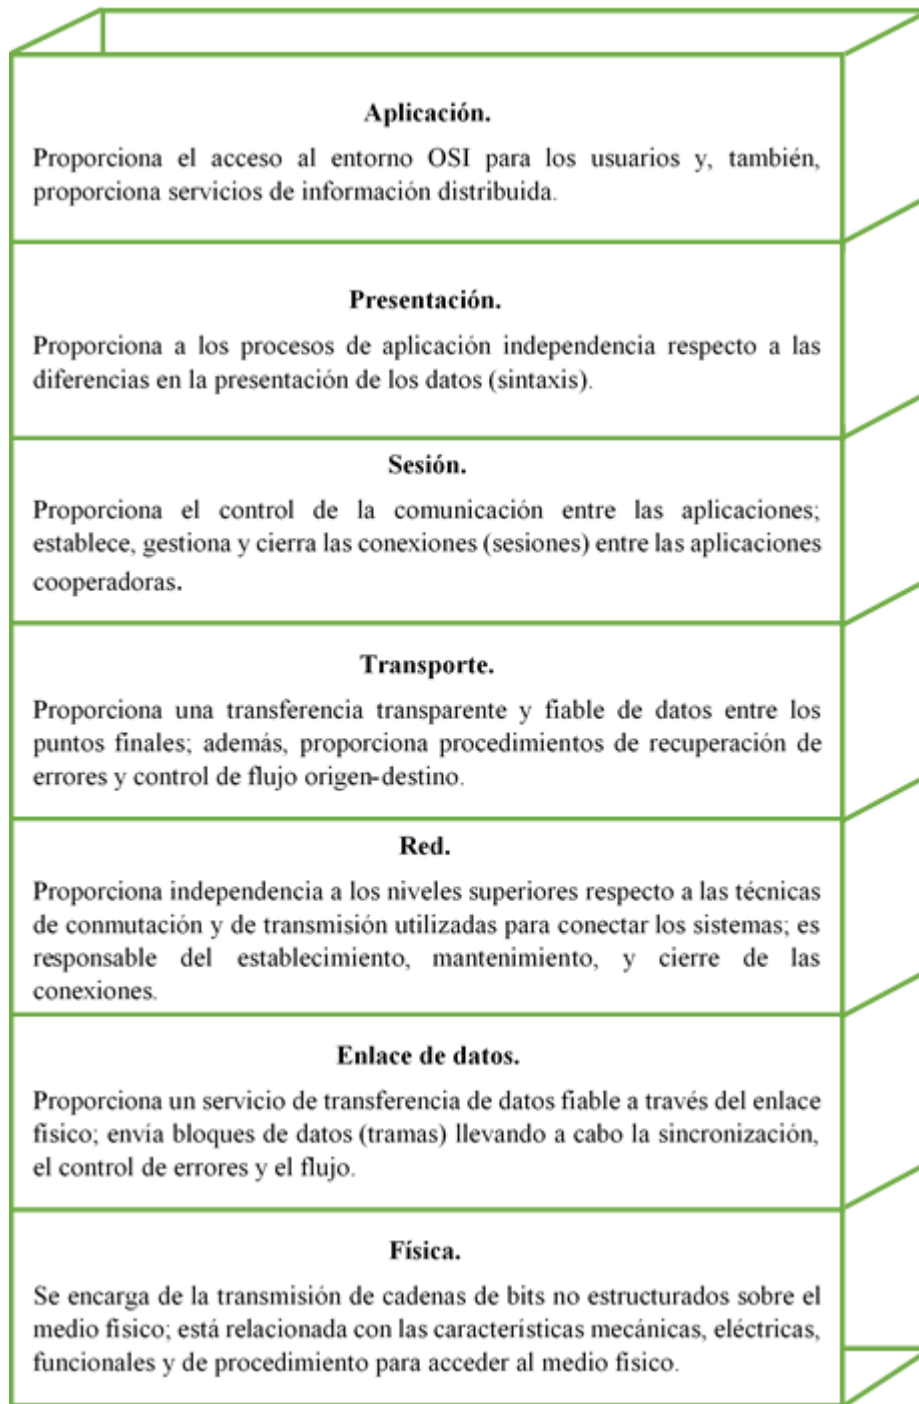 Aplicación.
Proporciona el acceso al entorno OSI para los usuarios y, también,
proporciona servicios de información distribuida.
Presentación.
Proporciona a los procesos de aplicación independencia respecto a las
diferencias en la presentación de los datos (sintaxis).
Sesión.
Proporciona el control de la comunicación entre las aplicaciones;
establece, gestiona y cierra las conexiones (sesiones) entre las aplicaciones
cooperadoras.
Transporte.
Proporciona una transferencia transparente y fiable de datos entre los
puntos finales; además, proporciona procedimientos de recuperación de
errores y control de flujo origen-destino.
Red.
Proporciona independencia a los niveles superiores respecto a las técnicas
de conmutación y de transmisión utilizadas para conectar los sistemas; es
responsable del establecimiento, mantenimiento, y cierre de las
conexiones.
Enlace de datos.
Proporciona un servicio de transferencia de datos fiable a través del enlace
físico; envía bloques de datos (tramas) llevando a cabo la sincronización,
el control de errores y el flujo.
Física.
Se encarga de la transmisión de cadenas de bits no estructurados sobre el
medio físico; está relacionada con las características mecánicas, eléctricas,
funcionales y de procedimiento para acceder al medio físico.